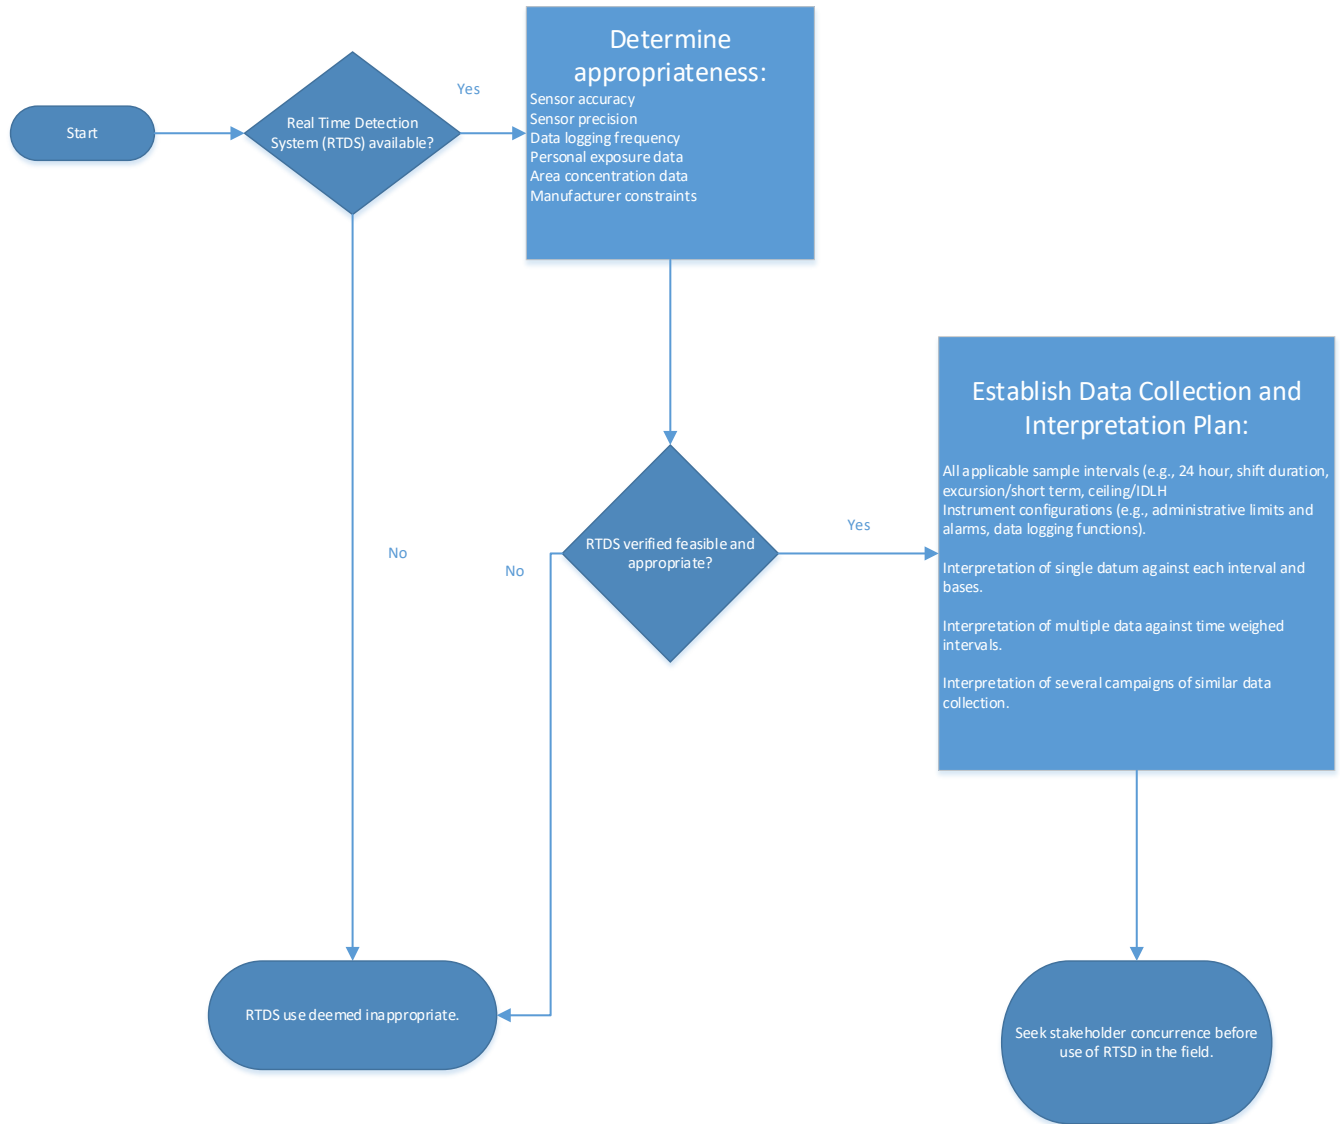 Start
Real Time Detection
System (RTDS) available?
Yes
Determine
appropriateness:
Sensor accuracy
Sensor precision
Data logging frequency
Personal exposure data
Area concentration data
Manufacturer constraints
No
RTDS verified feasible and
appropriate?
No
Yes
Establish Data Collection and
Interpretation Plan:
All applicable sample intervals (e.g., 24 hour, shift duration,
excursion/short term, ceiling/IDLH
Instrument configurations (e.g., administrative limits and
alarms, data logging functions).
Interpretation of single datum against each interval and
bases.
Interpretation of multiple data against time weighed
intervals.
Interpretation of several campaigns of similar data
collection.
RTDS use deemed inappropriate.
Seek stakeholder concurrence before
use of RTSD in the field.